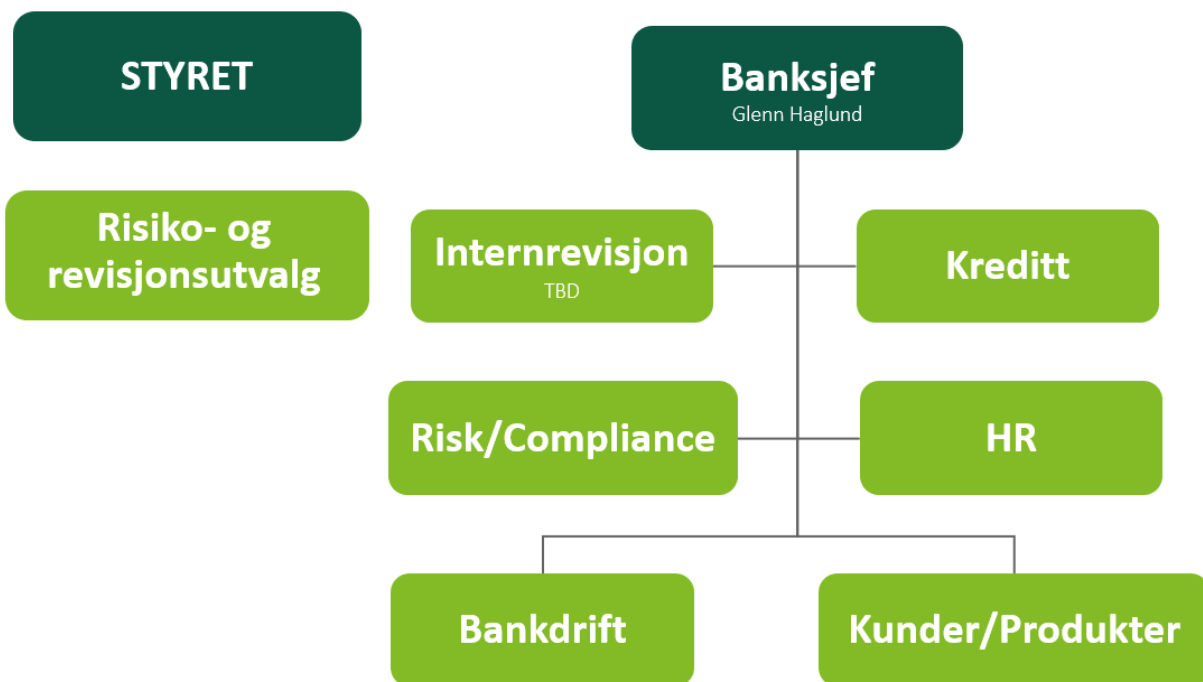 STYRET
Banksjef
Glenn Haglund
Risiko- og
revisjonsutvalg
Internrevisjon
TBD
Kreditt
Risk/Compliance
HR
Bankdrift
Kunder/Produkter